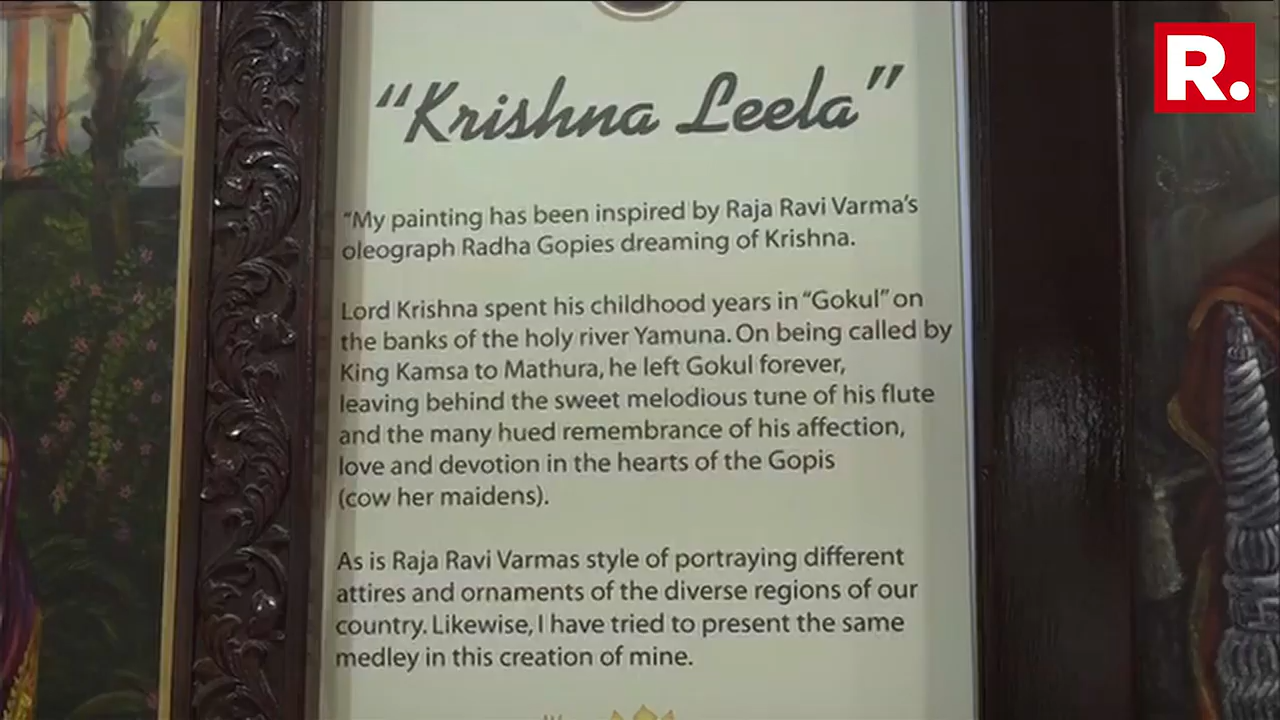 R.
“Krishna Leela”
“My painting has been inspired by Raja Ravi Varma’s
oleograph Radha Gopies dreaming of Krishna.
Lord Krishna spent his childhood years in “Gokul” on
the banks of the holy river Yamuna. On being called by
King Kamsa to Mathura, he left Gokul forever,
leaving behind the sweet melodious tune of his flute
and the many hued remembrance of his affection,
love and devotion in the hearts of the Gopis
(cow her maidens).
As is Raja Ravi Varmas style of portraying different
attires and ornaments of the diverse regions of our
country. Likewise, I have tried to present the same
medley in this creation of mine.